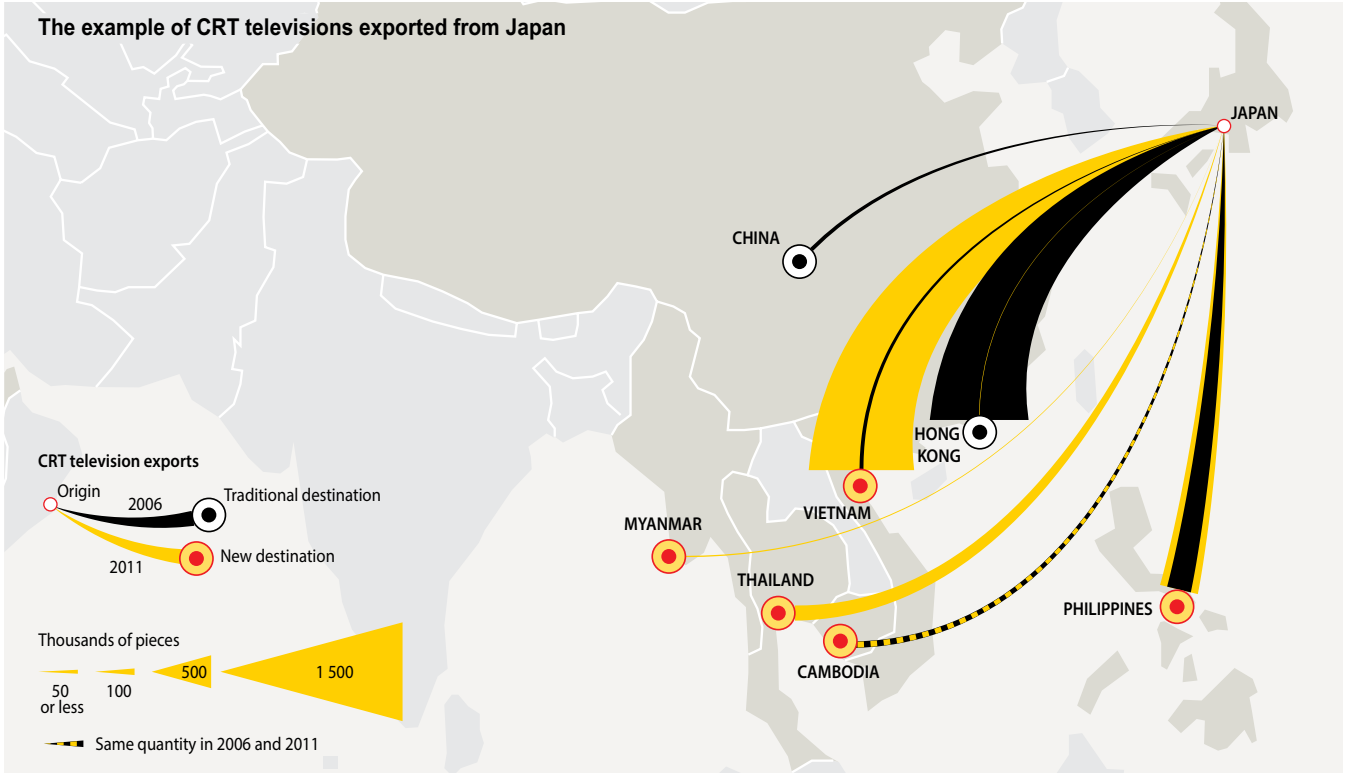 The example of CRT televisions exported from Japan
JAPAN
CHINA
HONG
KONG
VIETNAM
MYANMAR
THAILAND
CAMBODIA
PHILIPPINES
CRT television exports
Origin
2006
Traditional destination
2011
New destination
Thousands of pieces
50
or less
100
500
1 500
Same quantity in 2006 and 2011